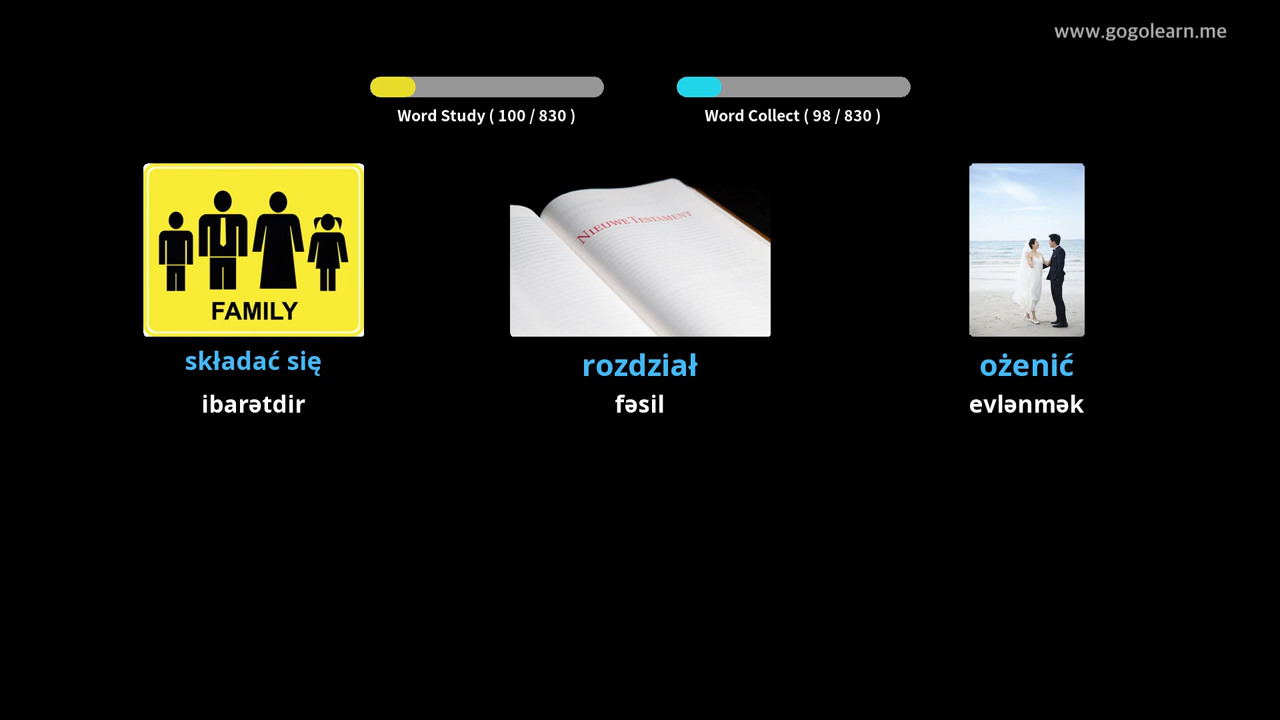 www.gogolearn.me
Word Study ( 100 / 830 )
Word Collect ( 98 / 830 )
FAMILY
NIEUWE TESTAMENT
składać się
rozdział
ożenić
ibarətdir
fəsil
evlənmək